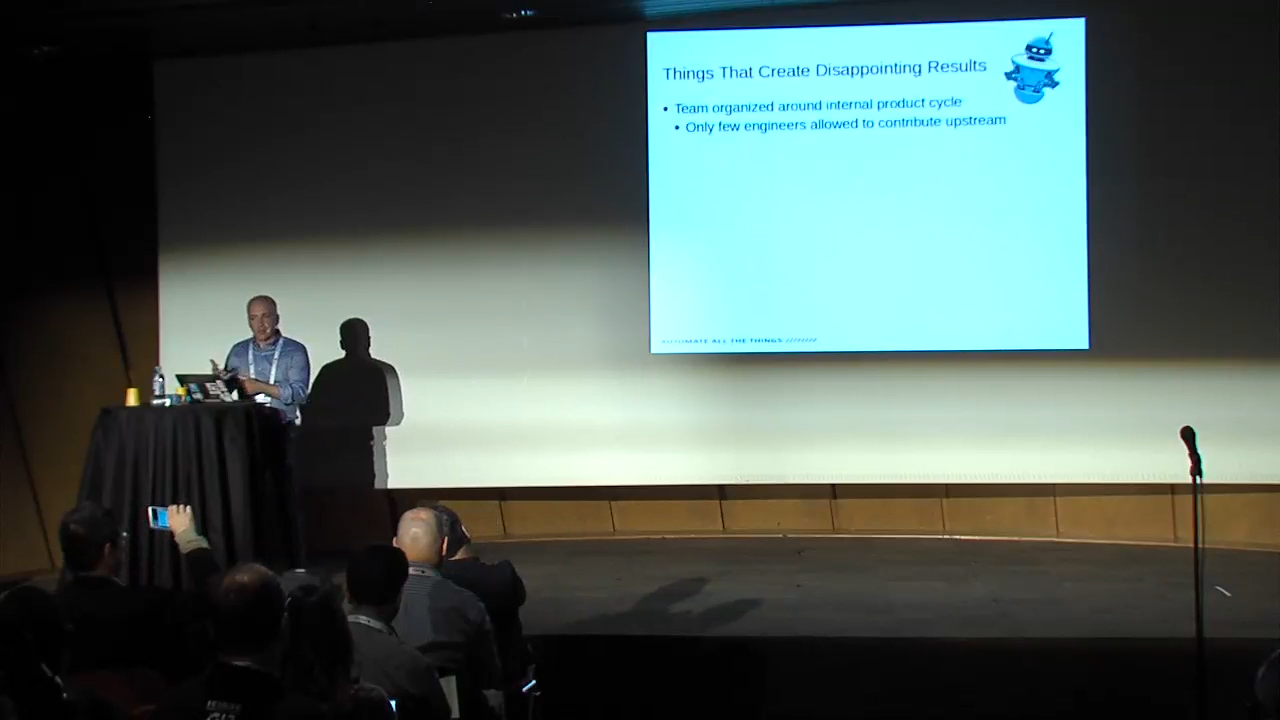 Things That Create Disappointing Results
• Team organized around internal product cycle
• Only few engineers allowed to contribute upstream
AUTOMATE ALL THE THINGS /////////